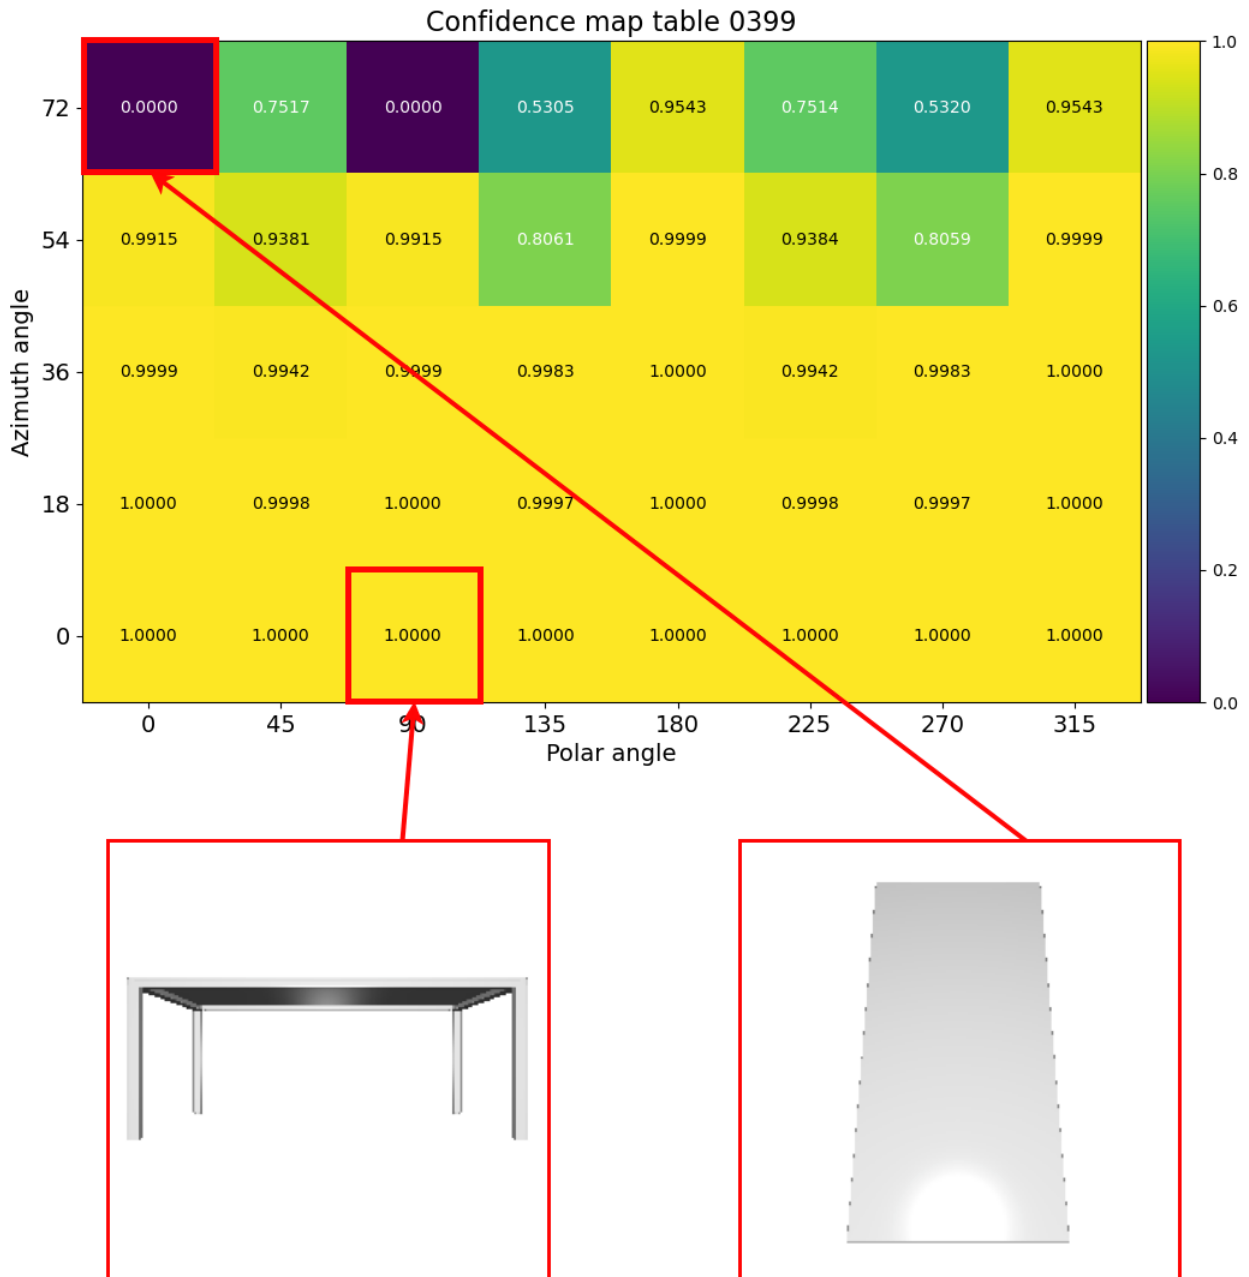 Confidence map table 0399
72 0.0000 0.7517 0.0000 0.5305 0.9543 0.7514 0.5320 0.9543
54 0.9915 0.9381 0.9915 0.8061 0.9999 0.9384 0.8059 0.9999
36 0.9999 0.9942 0.9999 0.9983 1.0000 0.9942 0.9983 1.0000
18 1.0000 0.9998 1.0000 0.9997 1.0000 0.9998 0.9997 1.0000
0 1.0000 1.0000 1.0000 1.0000 1.0000 1.0000 1.0000 1.0000
0 45 90 135 180 225 270 315
Azimuth angle
Polar angle
1.0
0.8
0.6
0.4
0.2
0.0